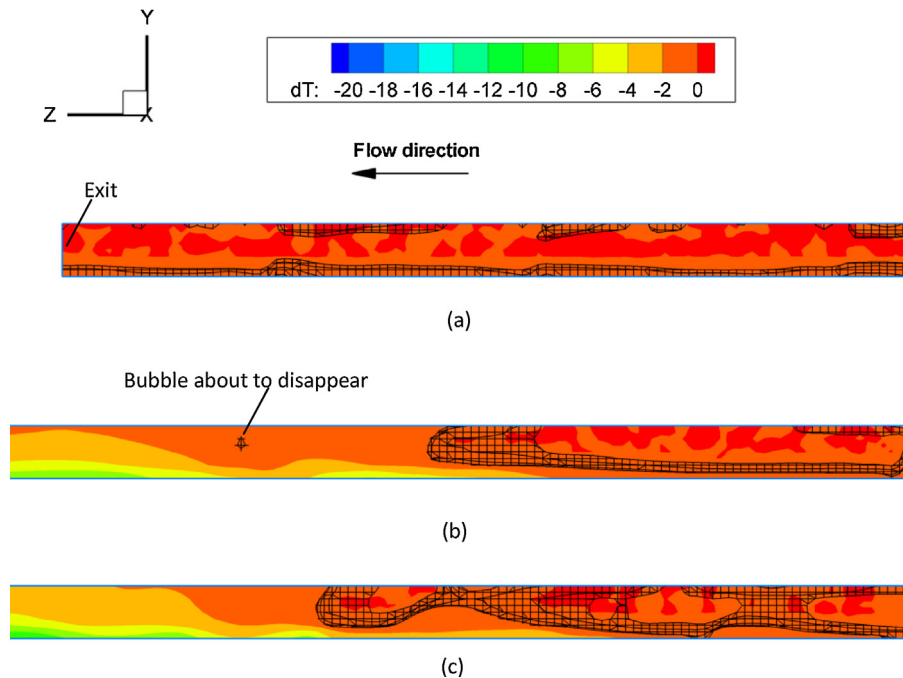 Y
Z
X
dT: -20 -18 -16 -14 -12 -10 -8 -6 -4 -2 0
Flow direction
Exit
(a)
Bubble about to disappear
(b)
(c)